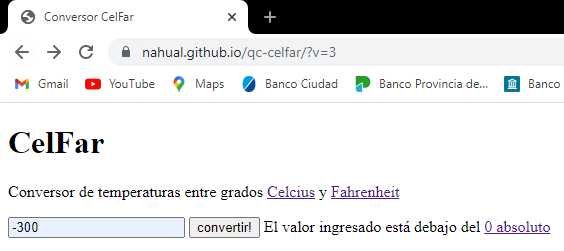 Conversor CelFar
nahual.github.io/qc-celfar/?v=3
Gmail YouTube Maps Banco Ciudad Banco Provincia de... Banco
CelFar
Conversor de temperaturas entre grados Celcius y Fahrenheit
-300 convertir! El valor ingresado está debajo del 0 absoluto